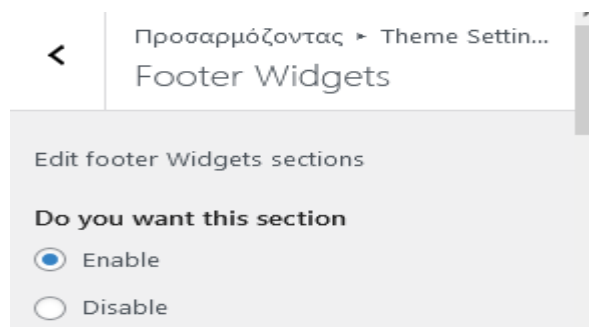 Προσαρμόζοντας ▸ Theme Settin...
Footer Widgets
Edit footer Widgets sections
Do you want this section
Enable
Disable